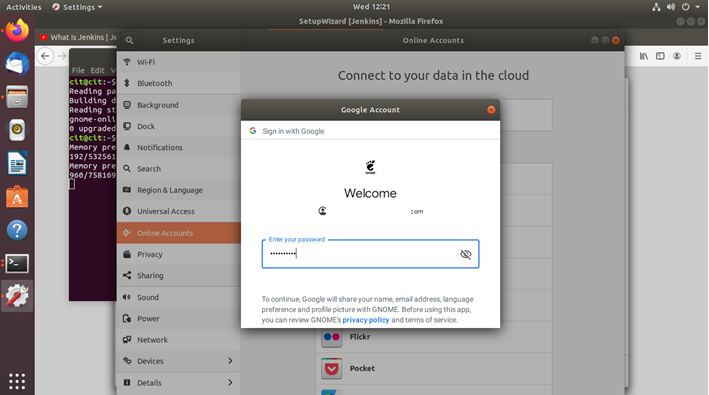 Activities
Settings
Wed 12:21
SetupWizard [Jenkins] - Mozilla Firefox
What is Jenkins | Je
Settings
Online Accounts
File Edit V
cit@cit:~$
Reading pa
Building d
Reading st
gnome-onli
0 upgraded
cit@cit:~$
Memory pre
192/532561
Memory pre
960/758169
Wi-Fi
Bluetooth
Background
Dock
Notifications
Search
Region & Language
Universal Access
Online Accounts
Privacy
Sharing
Sound
Power
Network
Devices
Details
Connect to your data in the cloud
Google Account
Sign in with Google
GNOME
Welcome
:om
Enter your password
To continue, Google will share your name, email address, language
preference and profile picture with GNOME. Before using this app,
you can review GNOME's privacy policy and terms of service.
Flickr
Pocket